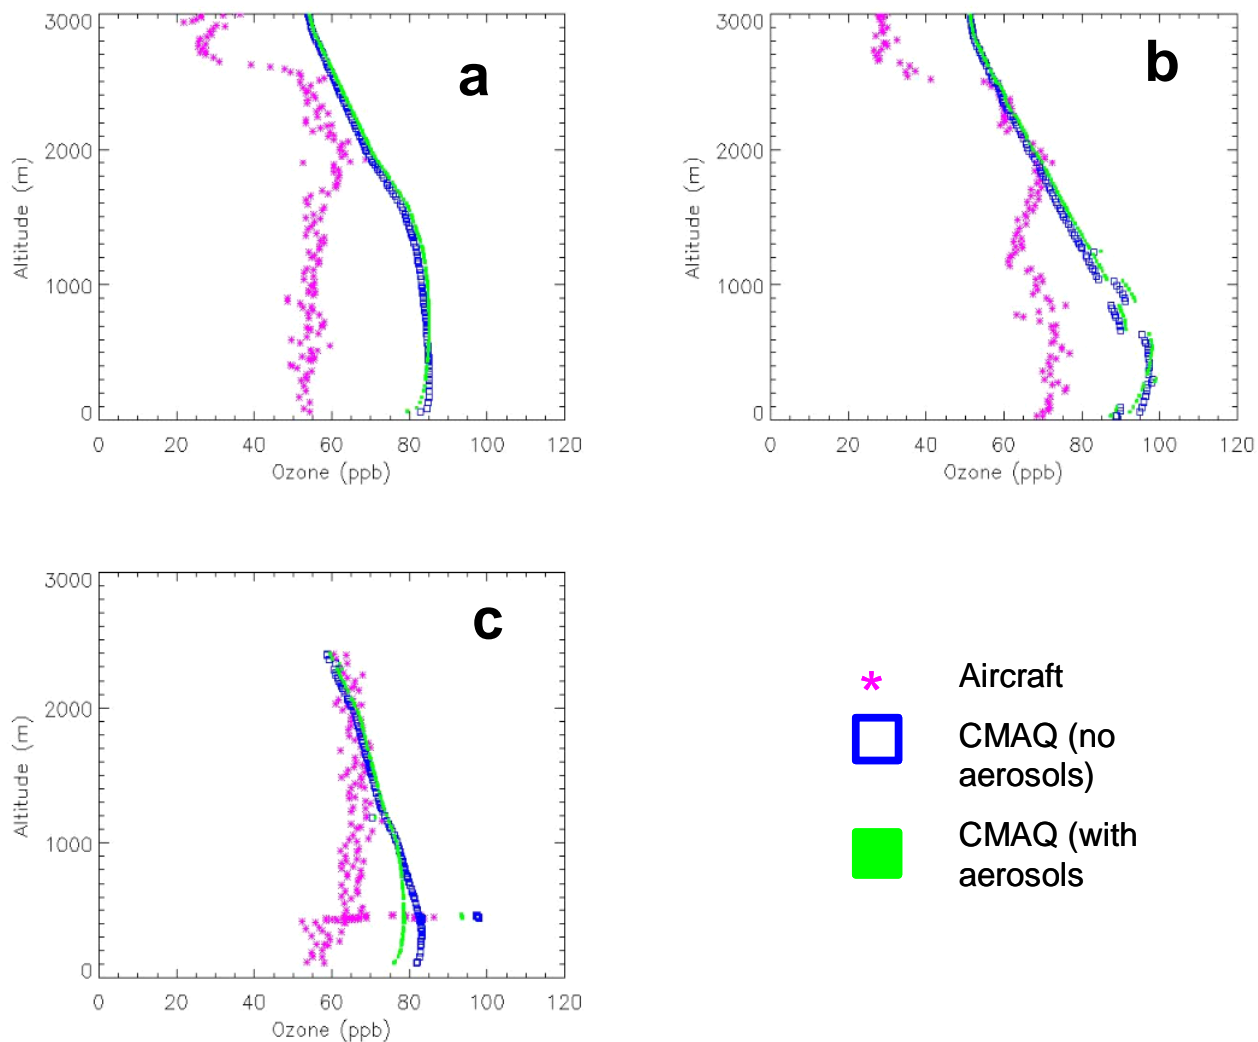 3000
a
2000
Altitude (m)
1000
0
0 20 40 60 80 100 120
Ozone (ppb)
3000
b
2000
Altitude (m)
1000
0
0 20 40 60 80 100 120
Ozone (ppb)
3000
c
2000
Altitude (m)
1000
0
0 20 40 60 80 100 120
Ozone (ppb)
* Aircraft
CMAQ (no
aerosols)
CMAQ (with
aerosols